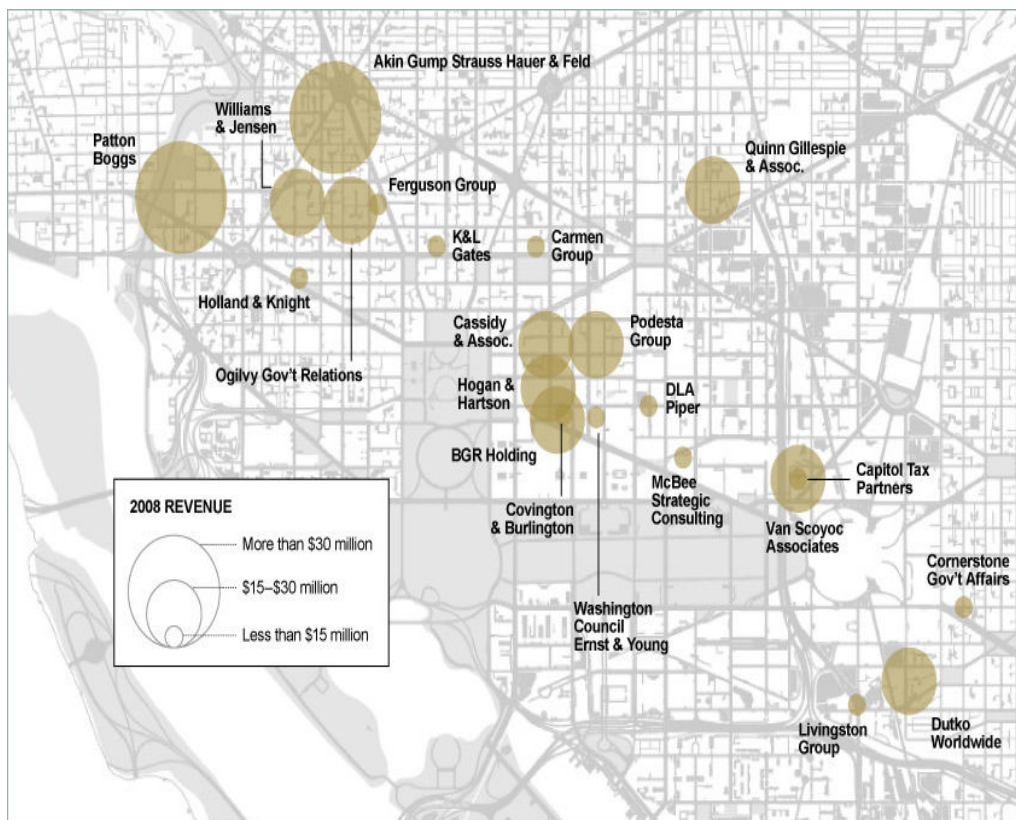 Akin Gump Strauss Hauer & Feld
Williams
& Jensen
Patton
Boggs
Quinn Gillespie
& Assoc.
Ferguson Group
K&L
Gates
Carmen
Group
Holland & Knight
Cassidy
& Assoc.
Podesta
Group
Ogilvy Gov't Relations
Hogan &
Hartson
DLA
Piper
BGR Holding
McBee
Strategic
Consulting
Capitol Tax
Partners
Covington
& Burlington
Van Scoyoc
Associates
2008 REVENUE
More than $30 million
$15–$30 million
Less than $15 million
Cornerstone
Gov't Affairs
Washington
Council
Ernst & Young
Livingston
Group
Dutko
Worldwide